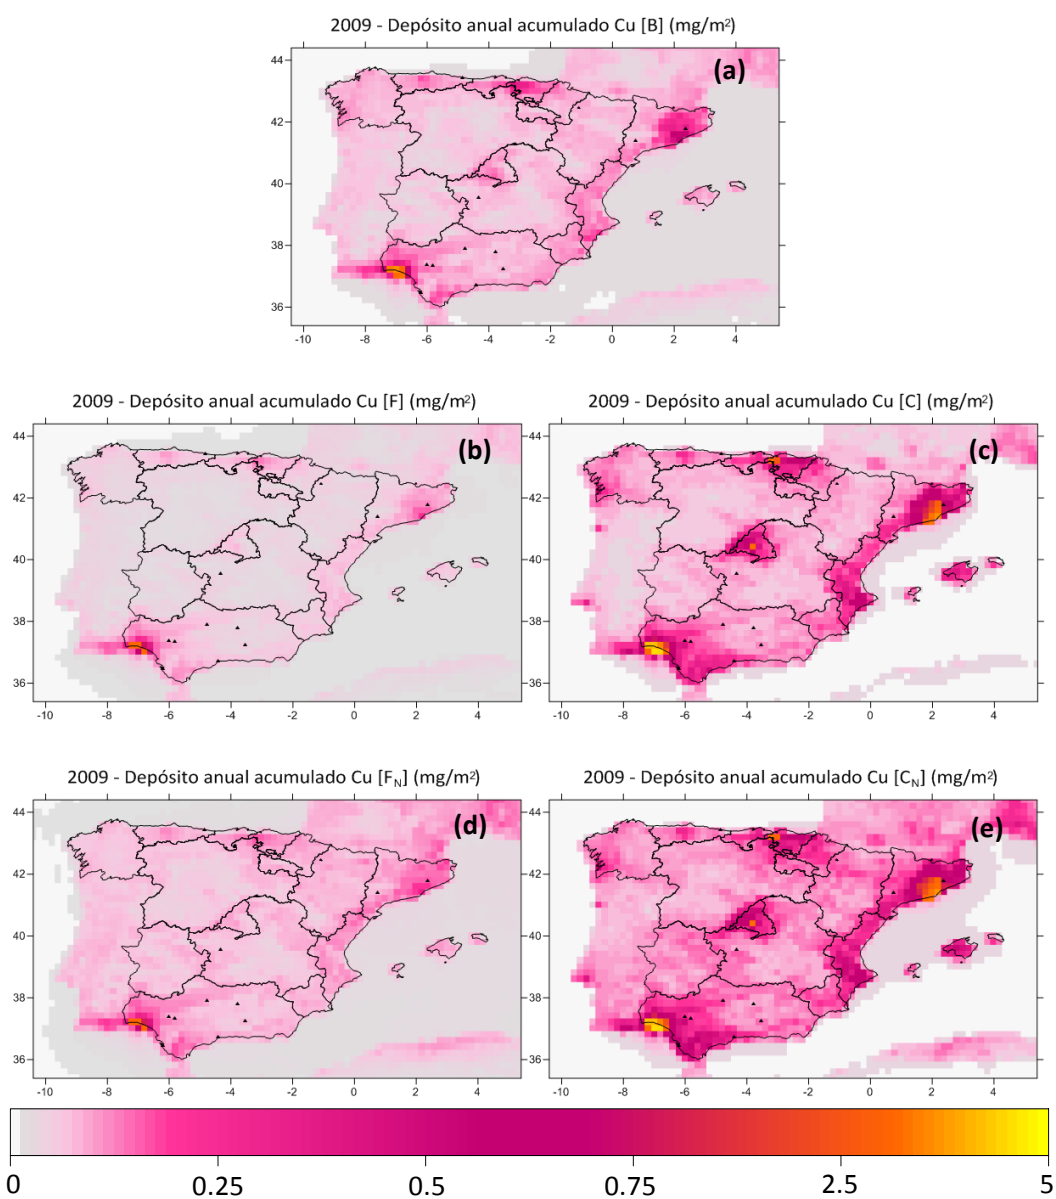 2009 - Depósito anual acumulado Cu [B] (mg/m²)
(a)
44
42
40
38
36
-10 -8 -6 -4 -2 0 2 4
2009 - Depósito anual acumulado Cu [F] (mg/m²)
(b)
44
42
40
38
36
-10 -8 -6 -4 -2 0 2 4
2009 - Depósito anual acumulado Cu [C] (mg/m²)
(c)
44
42
40
38
36
-10 -8 -6 -4 -2 0 2 4
2009 - Depósito anual acumulado Cu [F_N] (mg/m²)
(d)
44
42
40
38
36
-10 -8 -6 -4 -2 0 2 4
2009 - Depósito anual acumulado Cu [C_N] (mg/m²)
(e)
44
42
40
38
36
-10 -8 -6 -4 -2 0 2 4
0 0.25 0.5 0.75 2.5 5